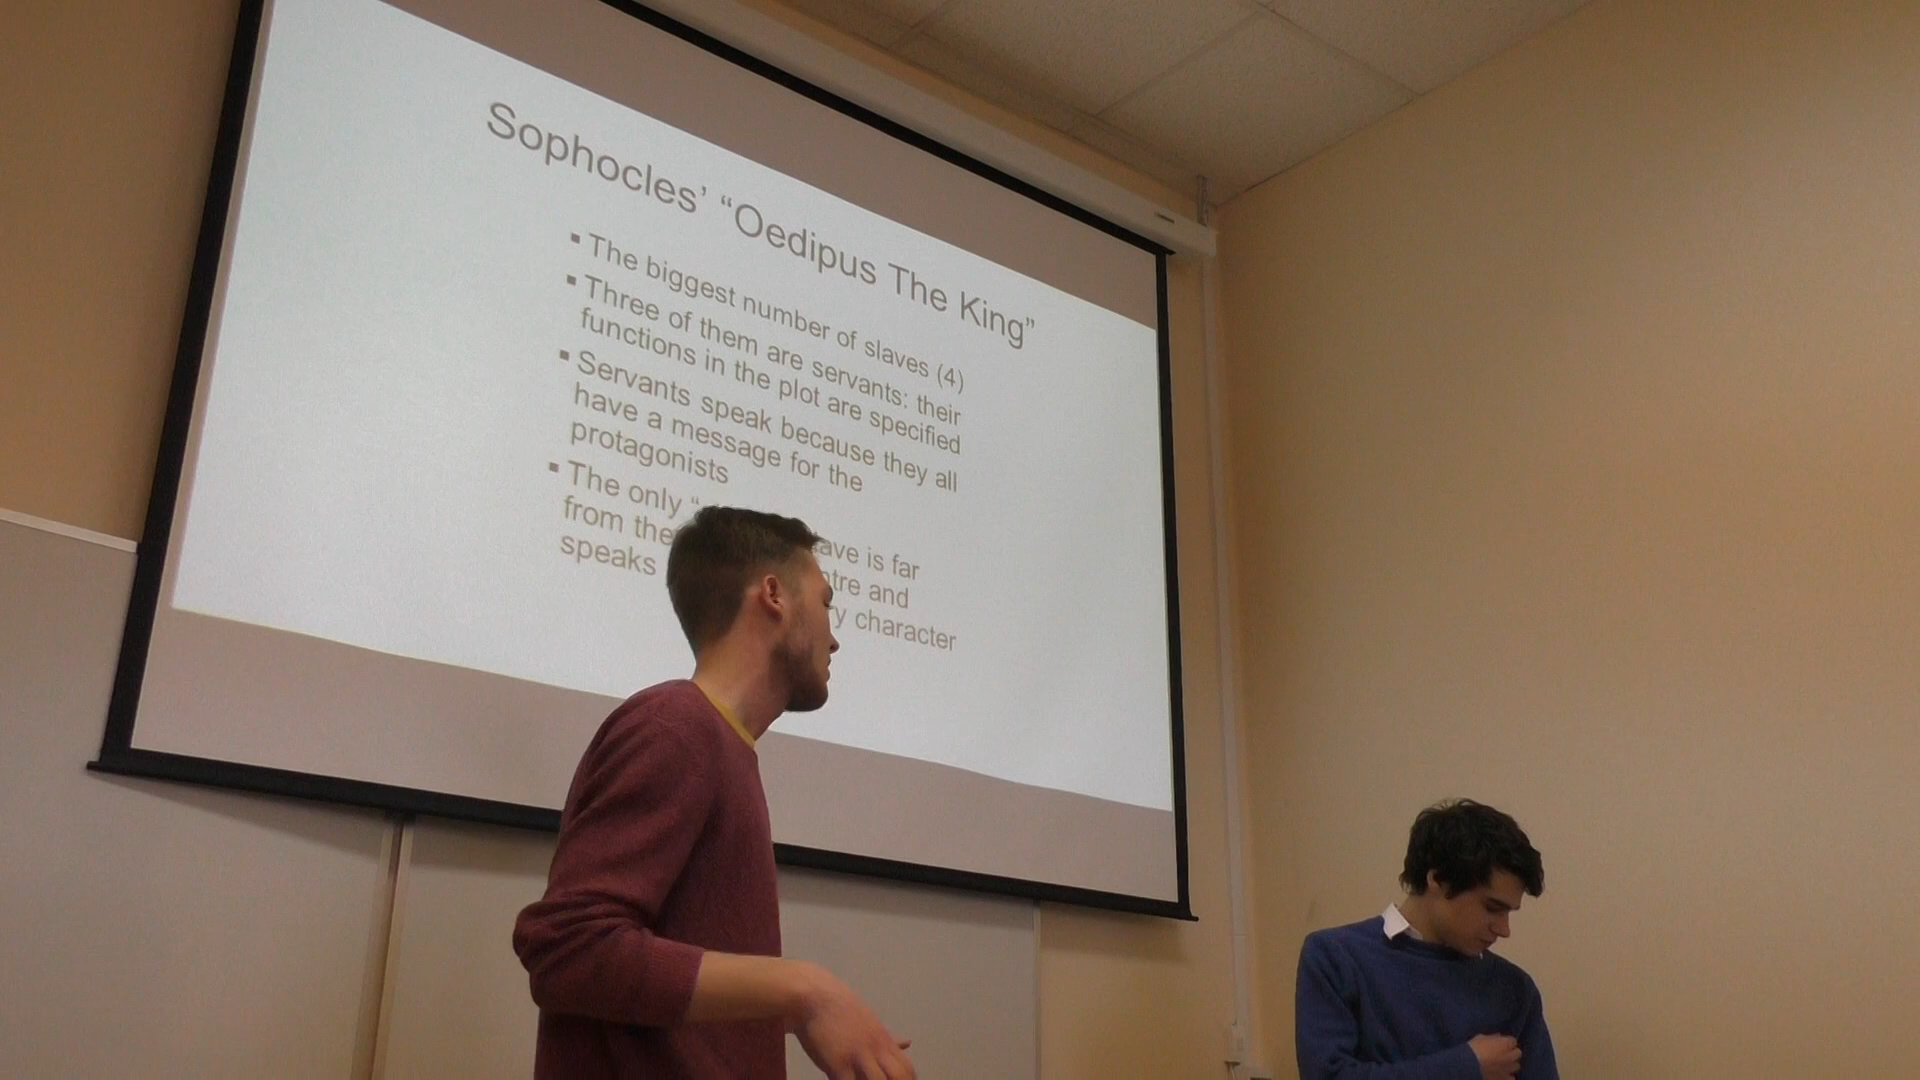 Sophocles’ “Oedipus The King”
▪ The biggest number of slaves (4)
▪ Three of them are servants: their
functions in the plot are specified
▪ Servants speak because they all
have a message for the
protagonists
▪ The only “ is far
from the and
speaks character